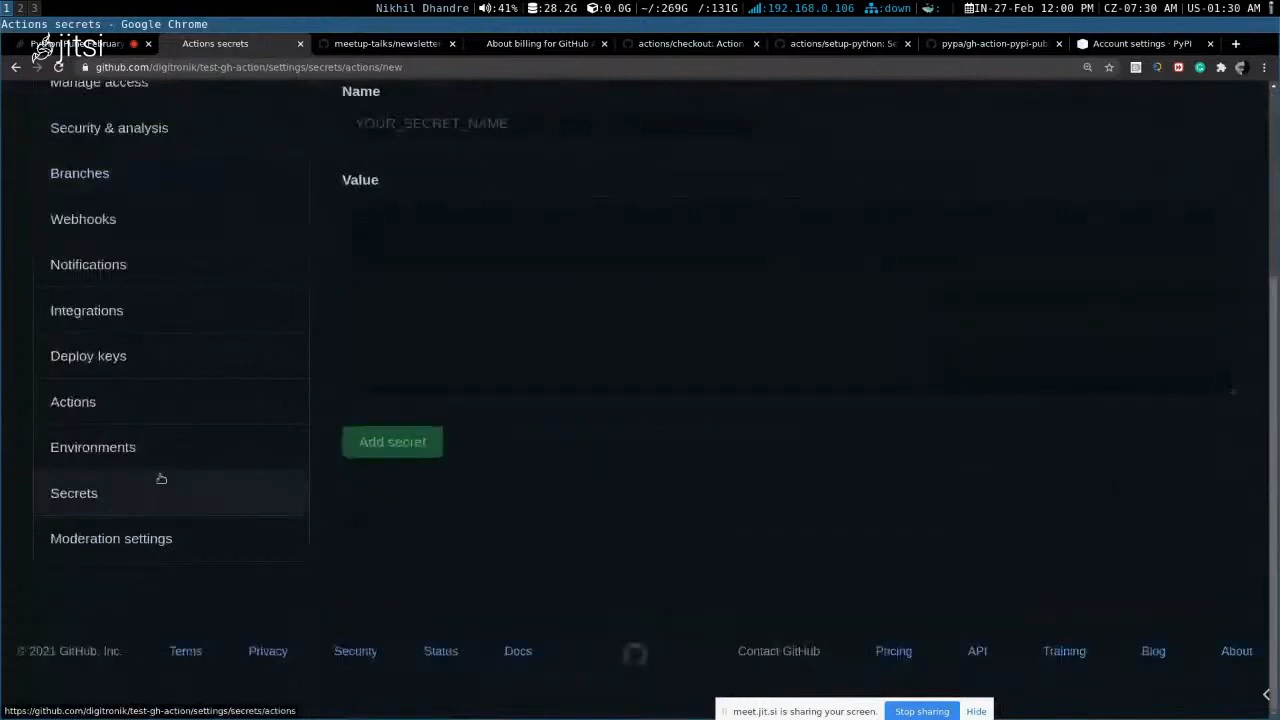 1 2 3 Nikhil Dhandre 41% 28.2G 0.0G ~/:269G /:131G 192.168.0.106 :down IN-27-Feb 12:00 PM CZ-07:30 AM US-01:30 AM
Actions secrets - Google Chrome
Actions secrets meetup-talks/newslette About billing for GitHub A actions/checkout: Action actions/setup-python: Se pypa/gh-action-pypi-pub Account settings · PyPI
jitsi
github.com/digitronik/test-gh-action/settings/secrets/actions/new
Manage access
Name
YOUR_SECRET_NAME
Security & analysis
Branches
Value
Webhooks
Notifications
Integrations
Deploy keys
Actions
Environments
Add secret
Secrets
Moderation settings
© 2021 GitHub, Inc. Terms Privacy Security Status Docs Contact GitHub Pricing API Training Blog About
https://github.com/digitronik/test-gh-action/settings/secrets/actions
meet.jit.si is sharing your screen. Stop sharing Hide